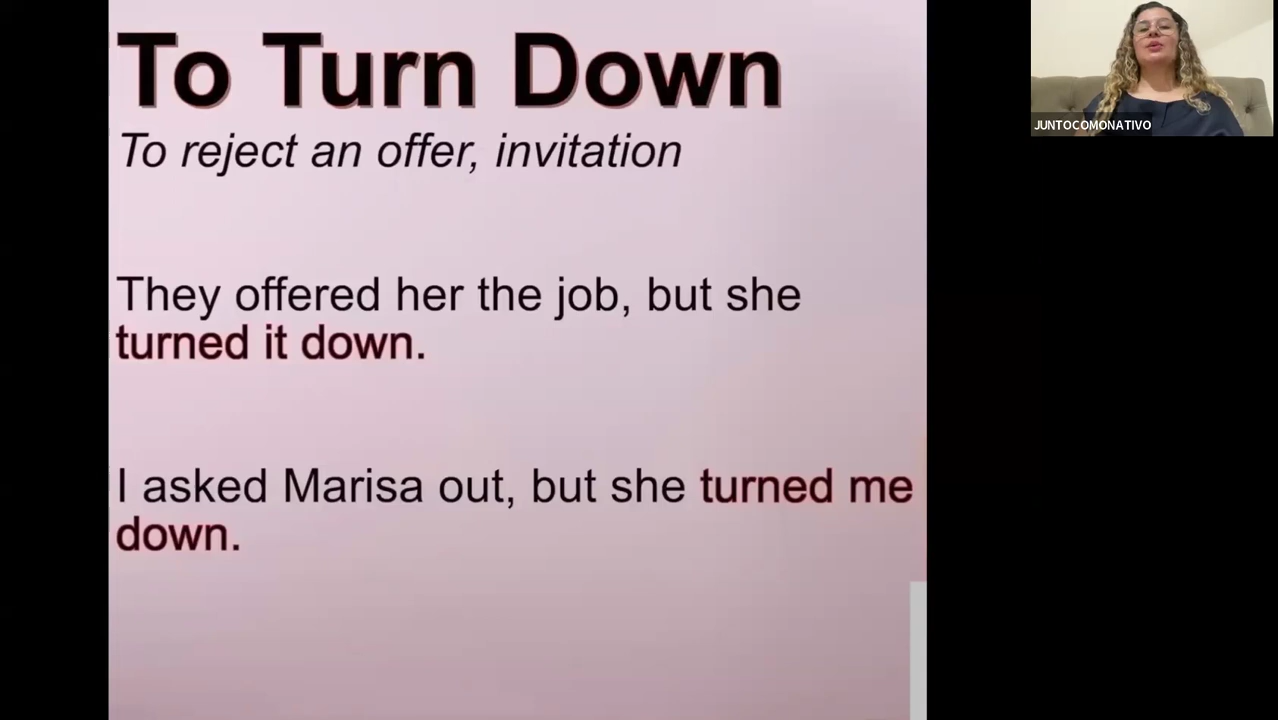 To Turn Down
To reject an offer, invitation
They offered her the job, but she
turned it down.
I asked Marisa out, but she turned me
down.
JUNTOCOMONATIVO